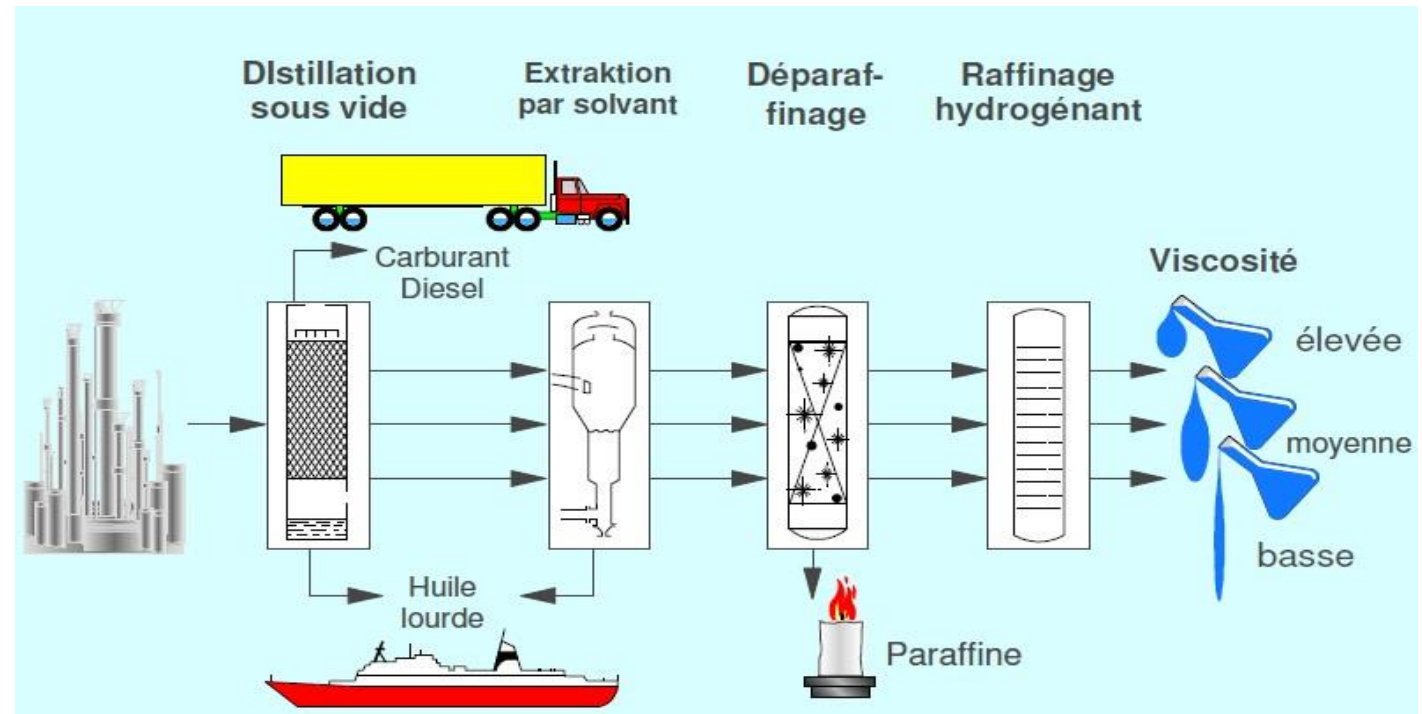 DIstillation
sous vide
Extraktion
par solvant
Déparaf-
finage
Raffinage
hydrogénant
Carburant
Diesel
Viscosité
élevée
moyenne
basse
Huile
lourde
Paraffine